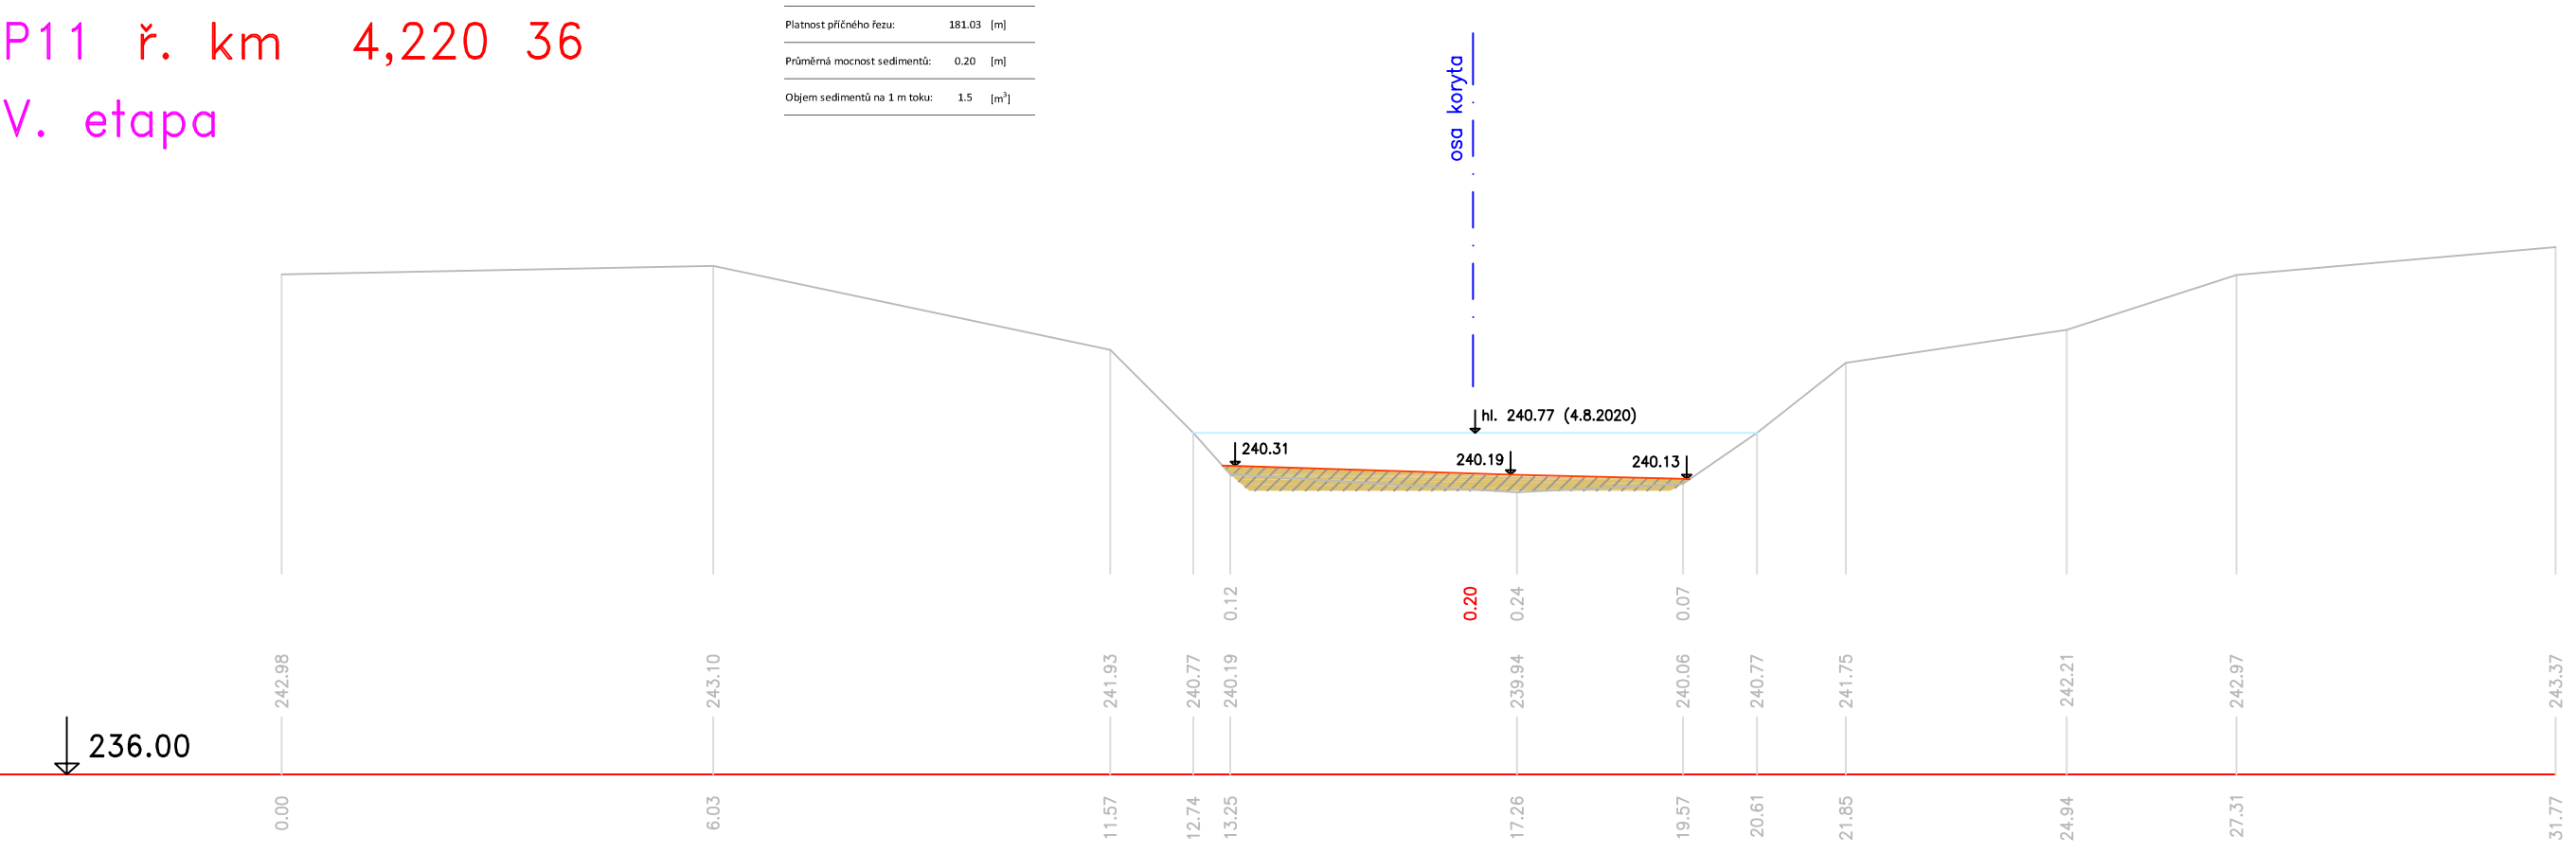 P11 ř. km 4,220 36
V. etapa
Platnost příčného řezu: 181.03 [m]
Průměrná mocnost sedimentů: 0.20 [m]
Objem sedimentů na 1 m toku: 1.5 [m³]
osa koryta
hl. 240.77 (4.8.2020)
240.31
240.19
240.13
0.12 0.20 0.24 0.07
242.98 243.10 241.93 240.77 240.19 239.94 240.06 240.77 241.75 242.21 242.97 243.37
236.00
0.00 6.03 11.57 12.74 13.25 17.26 19.57 20.61 21.85 24.94 27.31 31.77